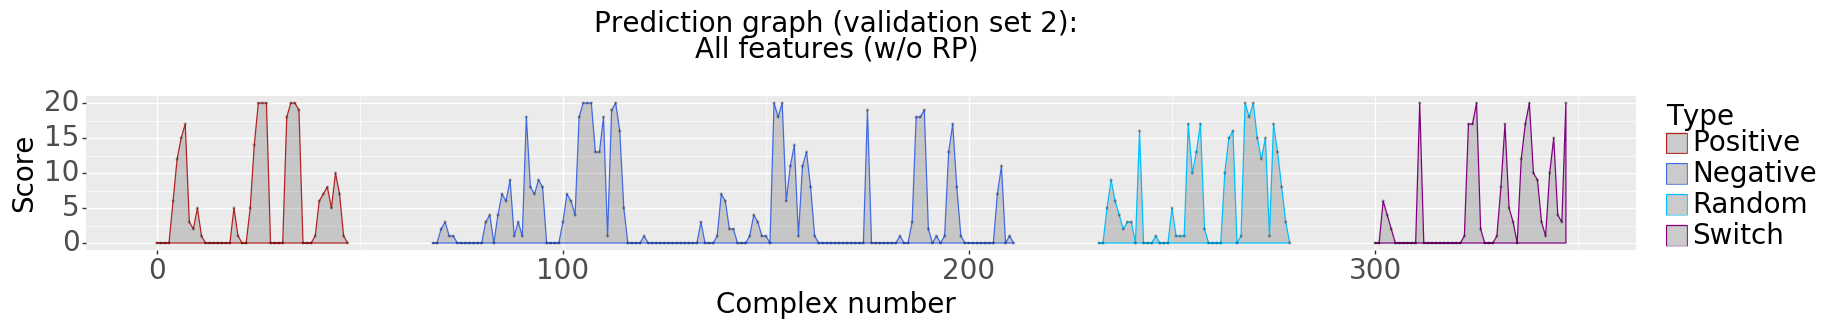 Prediction graph (validation set 2):
All features (w/o RP)
Score
20
15
10
5
0
0
100
200
300
Complex number
Type
Positive
Negative
Random
Switch